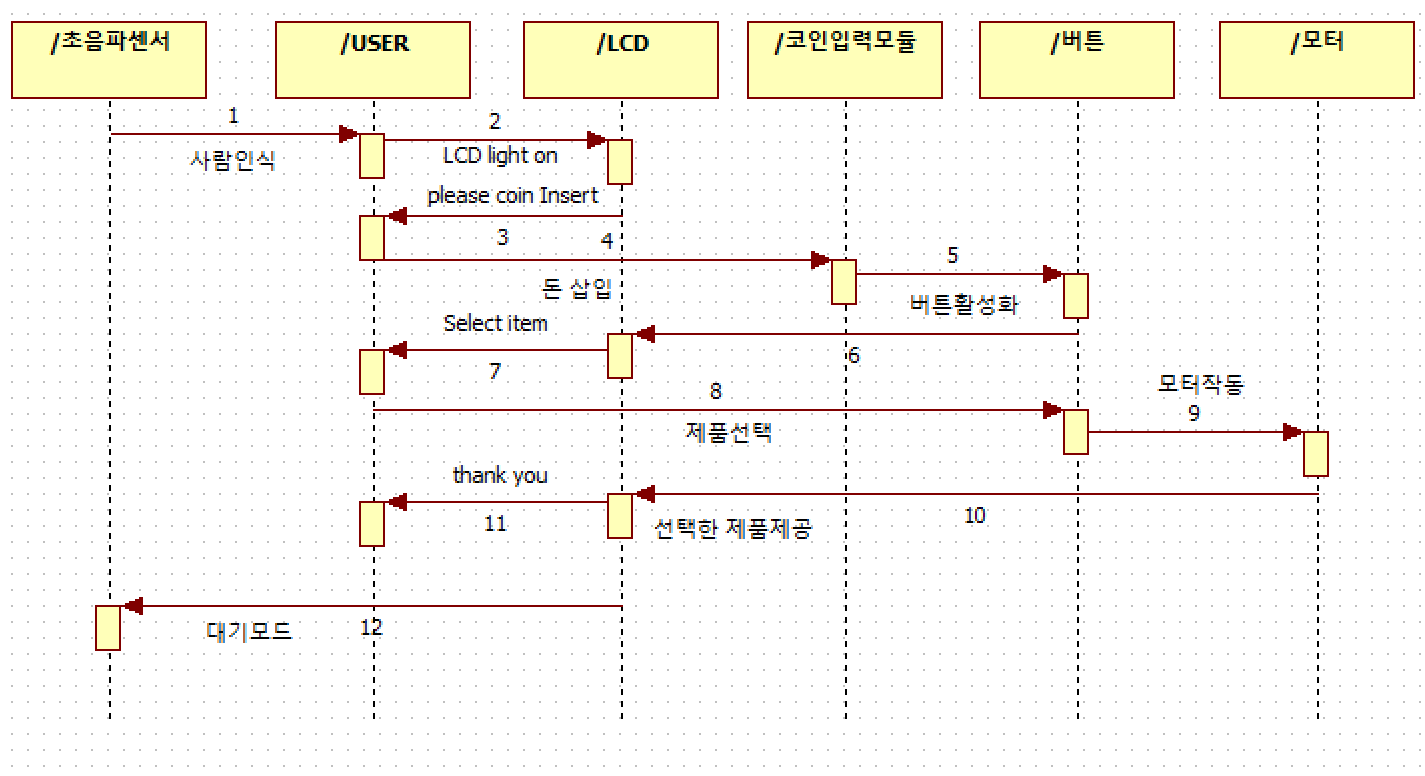 /초음파센서
/USER
/LCD
/코인입력모듈
/버튼
/모터
1
사람인식
2
LCD light on
please coin Insert
3
4
돈 삽입
5
버튼활성화
6
Select item
7
8
제품선택
모터작동
9
thank you
11
선택한 제품제공
10
대기모드
12